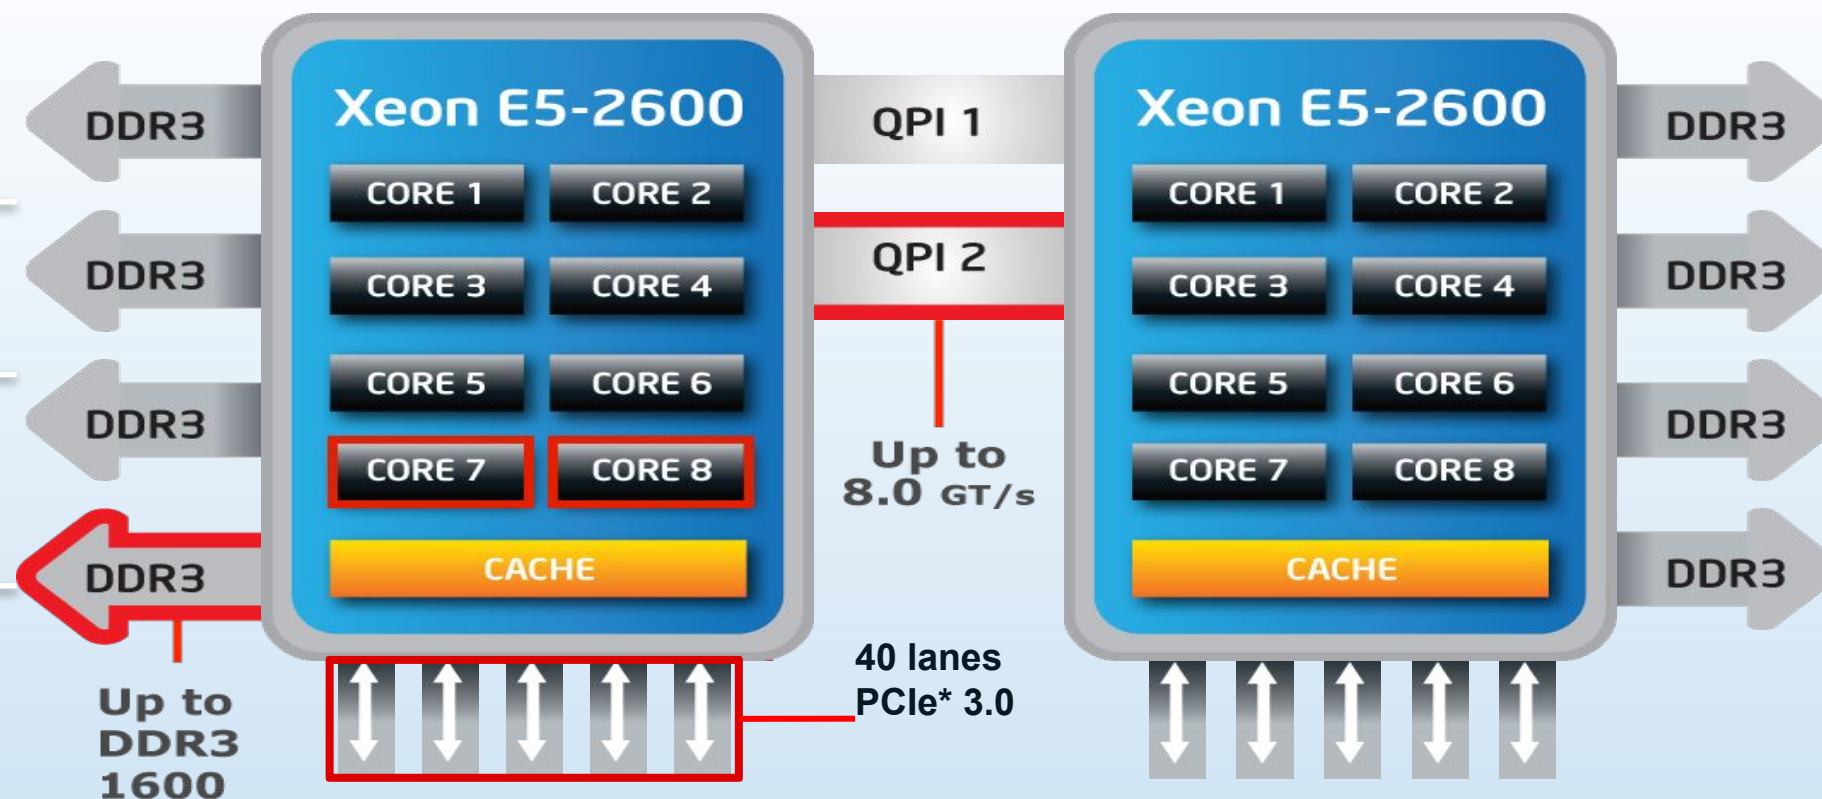 Xeon E5-2600
CORE 1 CORE 2
CORE 3 CORE 4
CORE 5 CORE 6
CORE 7 CORE 8
CACHE
DDR3
DDR3
DDR3
DDR3
Up to
DDR3
1600
QPI 1
QPI 2
Up to
8.0 GT/s
40 lanes
PCIe* 3.0
Xeon E5-2600
CORE 1 CORE 2
CORE 3 CORE 4
CORE 5 CORE 6
CORE 7 CORE 8
CACHE
DDR3
DDR3
DDR3
DDR3